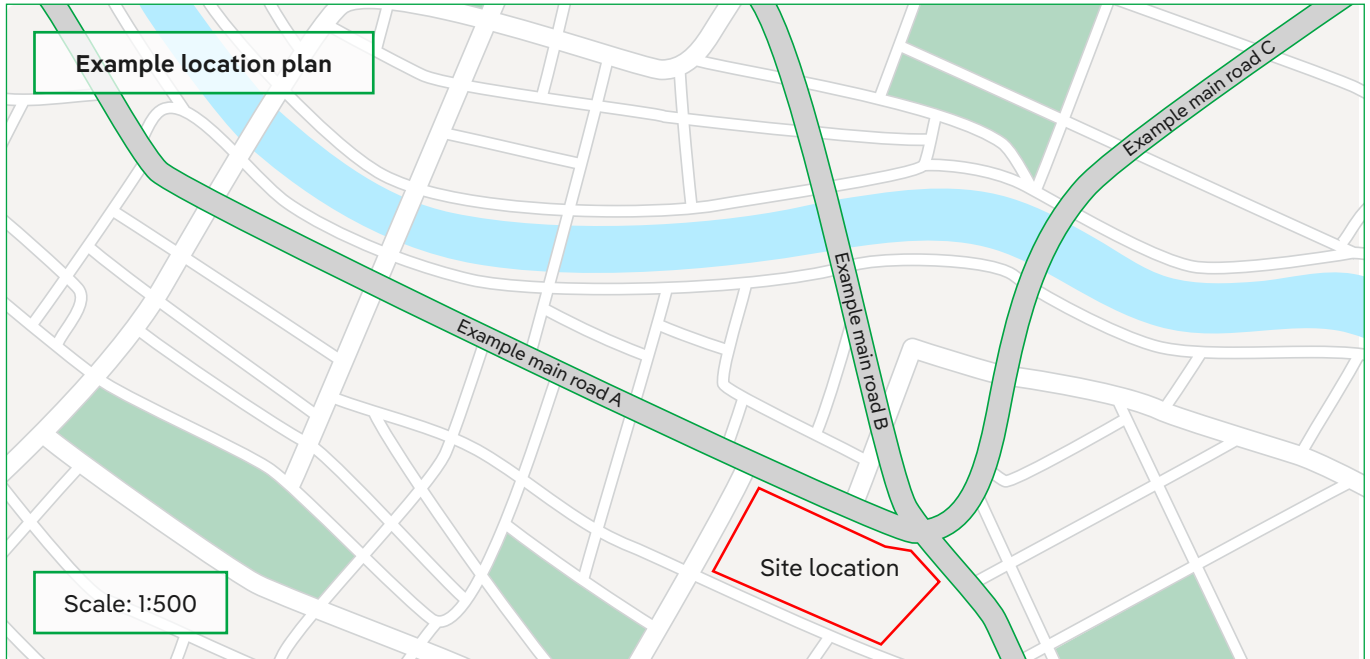 Example location plan
Example main road C
Example main road B
Example main road A
Site location
Scale: 1:500